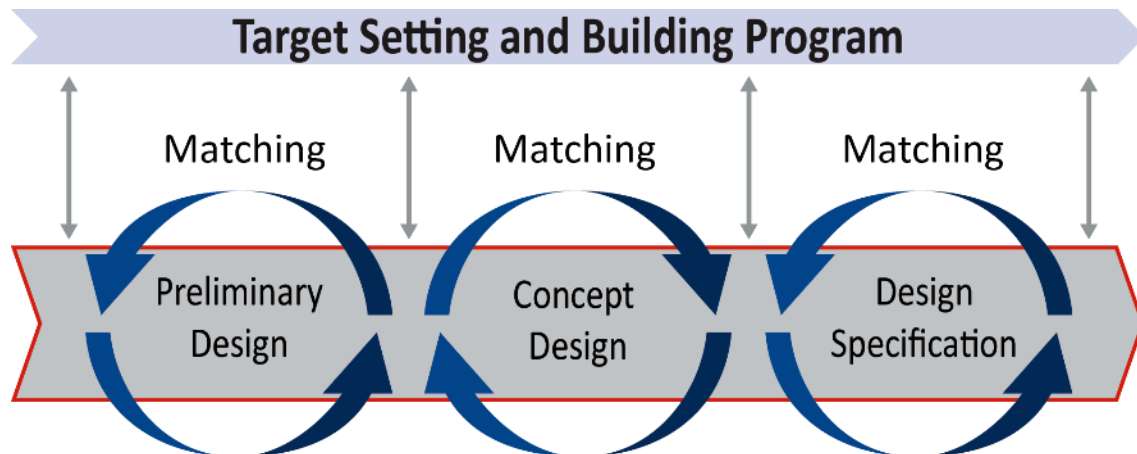 Target Setting and Building Program
Matching
Matching
Matching
Preliminary
Design
Concept
Design
Design
Specification